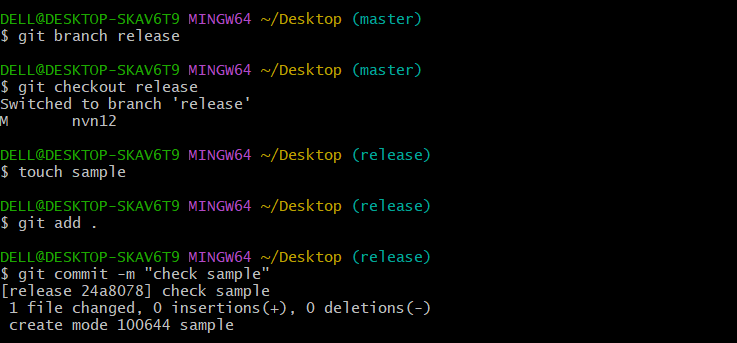 DELL@DESKTOP-SKAV6T9 MINGW64 ~/Desktop (master)
$ git branch release
DELL@DESKTOP-SKAV6T9 MINGW64 ~/Desktop (master)
$ git checkout release
Switched to branch 'release'
M       nvn12
DELL@DESKTOP-SKAV6T9 MINGW64 ~/Desktop (release)
$ touch sample
DELL@DESKTOP-SKAV6T9 MINGW64 ~/Desktop (release)
$ git add .
DELL@DESKTOP-SKAV6T9 MINGW64 ~/Desktop (release)
$ git commit -m "check sample"
[release 24a8078] check sample
 1 file changed, 0 insertions(+), 0 deletions(-)
 create mode 100644 sample